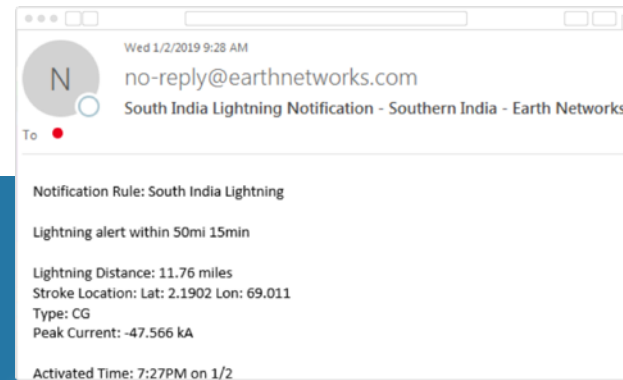 Wed 1/2/2019 9:28 AM
N
no-reply@earthnetworks.com
South India Lightning Notification - Southern India - Earth Networks
To
Notification Rule: South India Lightning
Lightning alert within 50mi 15min
Lightning Distance: 11.76 miles
Stroke Location: Lat: 2.1902 Lon: 69.011
Type: CG
Peak Current: -47.566 kA
Activated Time: 7:27PM on 1/2